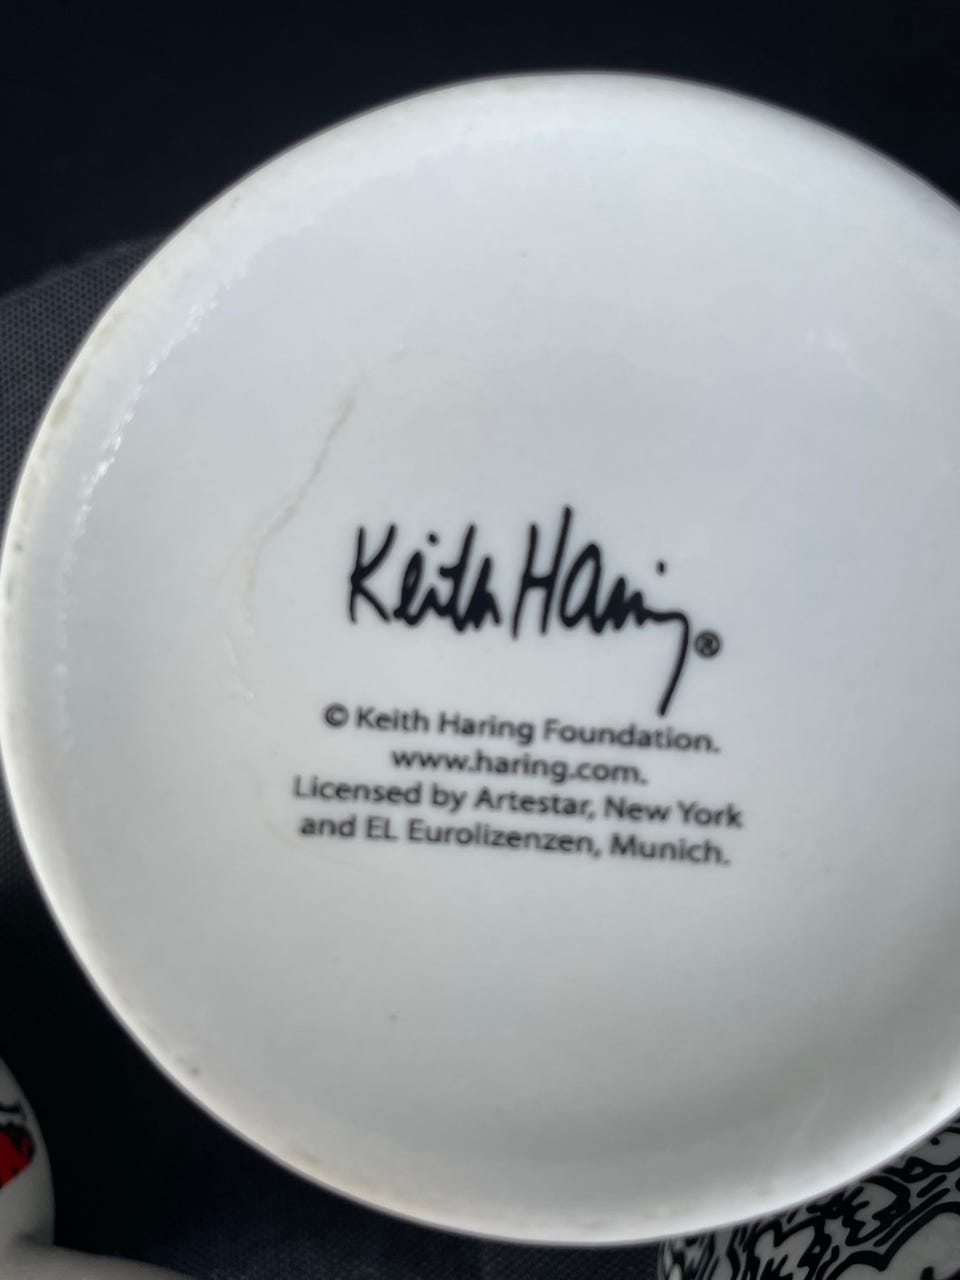 Keith Haring®
© Keith Haring Foundation.
www.haring.com.
Licensed by Artestar, New York
and EL Eurolizenzen, Munich.